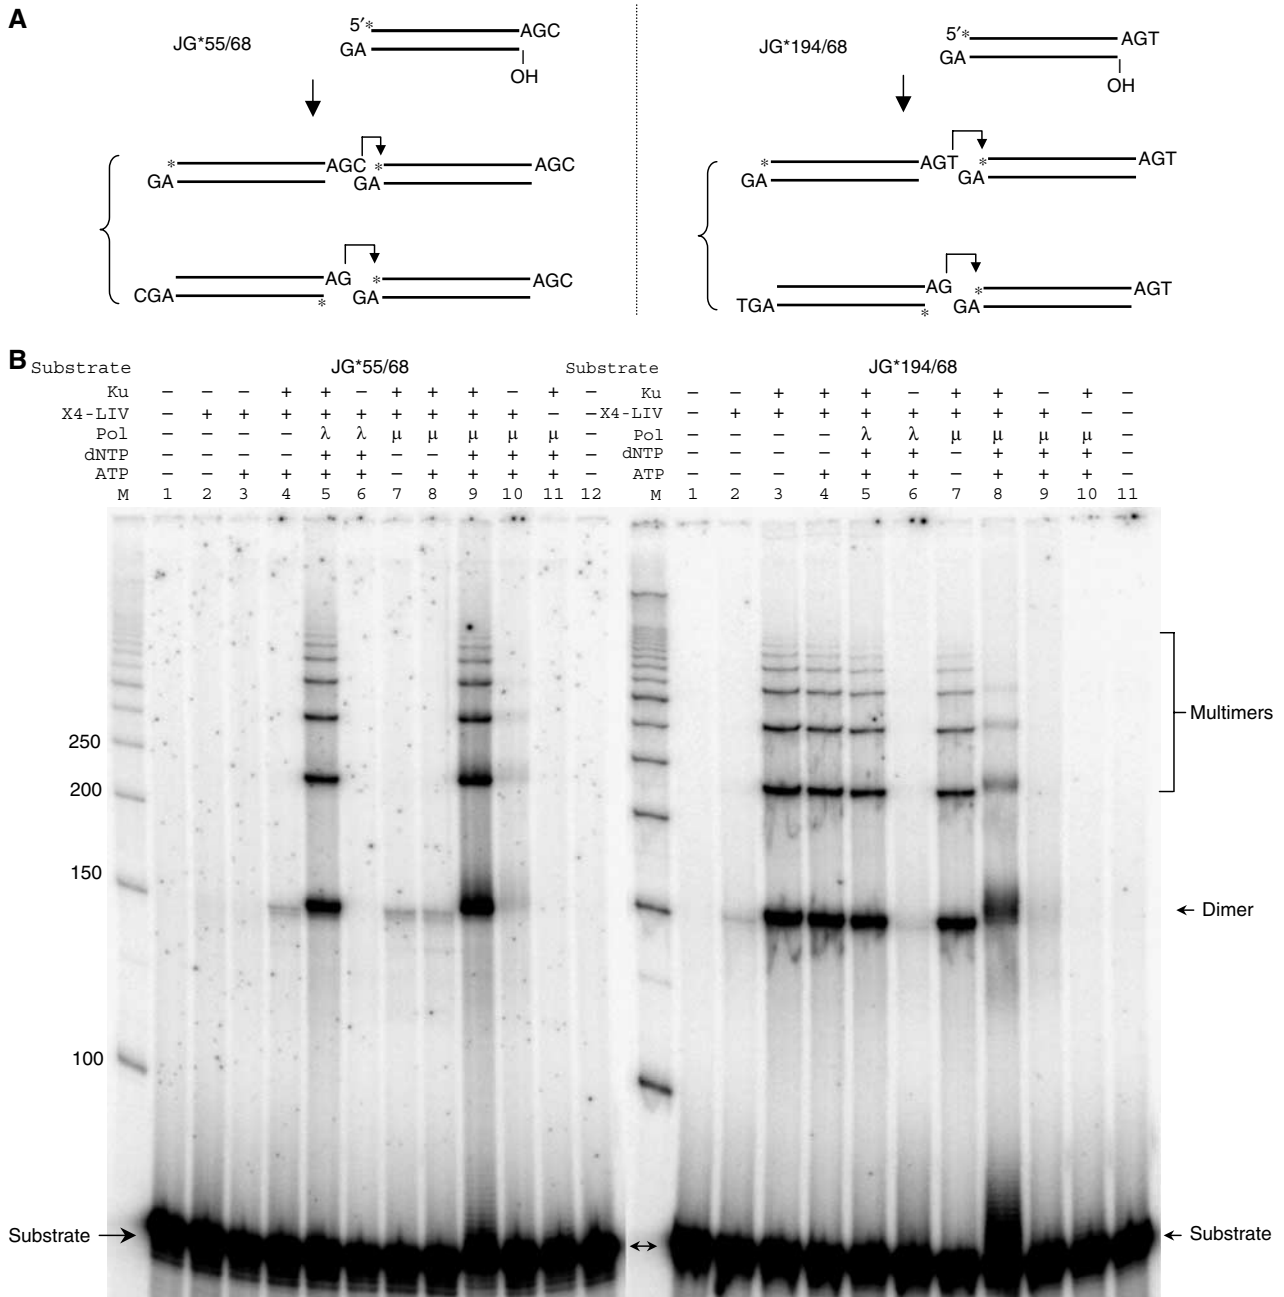 A
JG*55/68
5′* AGC
GA
OH
* AGC * AGC
GA GA
AG * AGC
CGA * GA
JG*194/68
5′* AGT
GA
OH
* AGT * AGT
GA GA
AG * AGT
TGA * GA
B
Substrate JG*55/68
Ku – – – + + – + + + – + –
X4-LIV – + + + + + + + + + – –
Pol – – – – λ λ μ μ μ μ μ –
dNTP – – – – + + – – + + + –
ATP – – + + + + – + + + + –
M 1 2 3 4 5 6 7 8 9 10 11 12
Substrate JG*194/68
Ku – – + + + – + + – + –
X4-LIV – + + + + + + + + – –
Pol – – – – λ λ μ μ μ μ –
dNTP – – – – + + – + + + –
ATP – – – + + + – + + + –
M 1 2 3 4 5 6 7 8 9 10 11
250
200
150
100
Substrate
Multimers
Dimer
Substrate